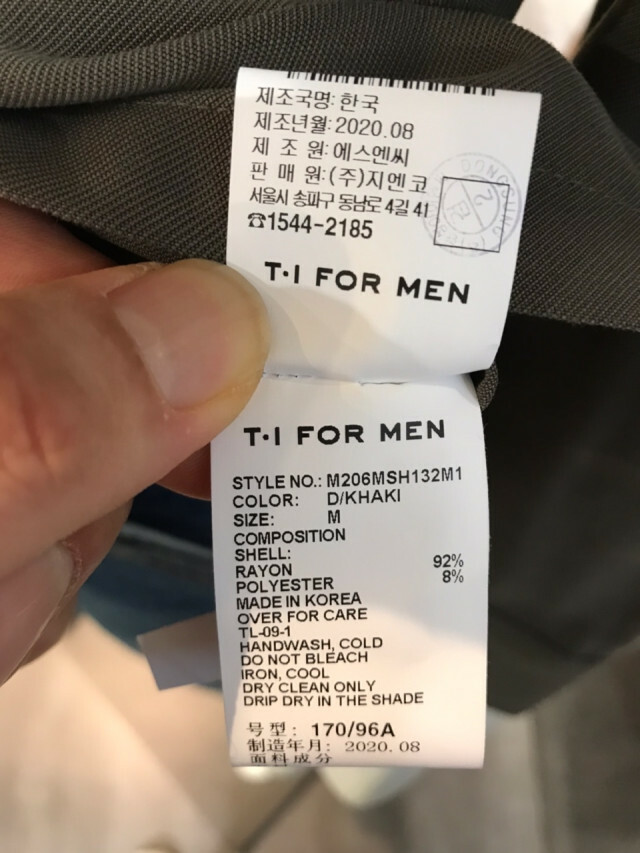 제조국명:한국
제조년월:2020.08
제 조 원:에스엔씨
판 매 원:(주)지엔코
서울시 송파구 동남로 4길 41
☎1544-2185
T·I FOR MEN
T·I FOR MEN
STYLE NO.: M206MSH132M1
COLOR: D/KHAKI
SIZE: M
COMPOSITION
SHELL:
RAYON 92%
POLYESTER 8%
MADE IN KOREA
OVER FOR CARE
TL-09-1
HANDWASH, COLD
DO NOT BLEACH
IRON, COOL
DRY CLEAN ONLY
DRIP DRY IN THE SHADE
号型: 170/96A
制造年月: 2020.08
面料成分